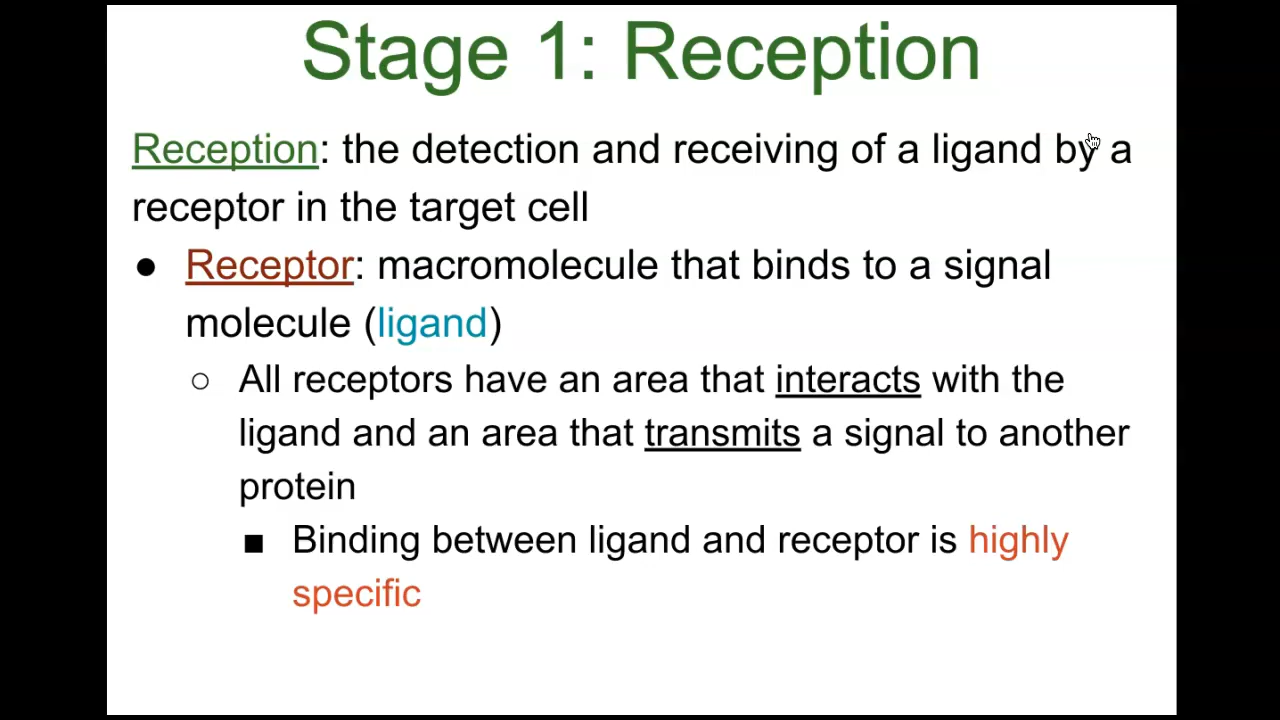 Stage 1: Reception
Reception: the detection and receiving of a ligand by a
receptor in the target cell
● Receptor: macromolecule that binds to a signal
molecule (ligand)
○ All receptors have an area that interacts with the
ligand and an area that transmits a signal to another
protein
■ Binding between ligand and receptor is highly
specific